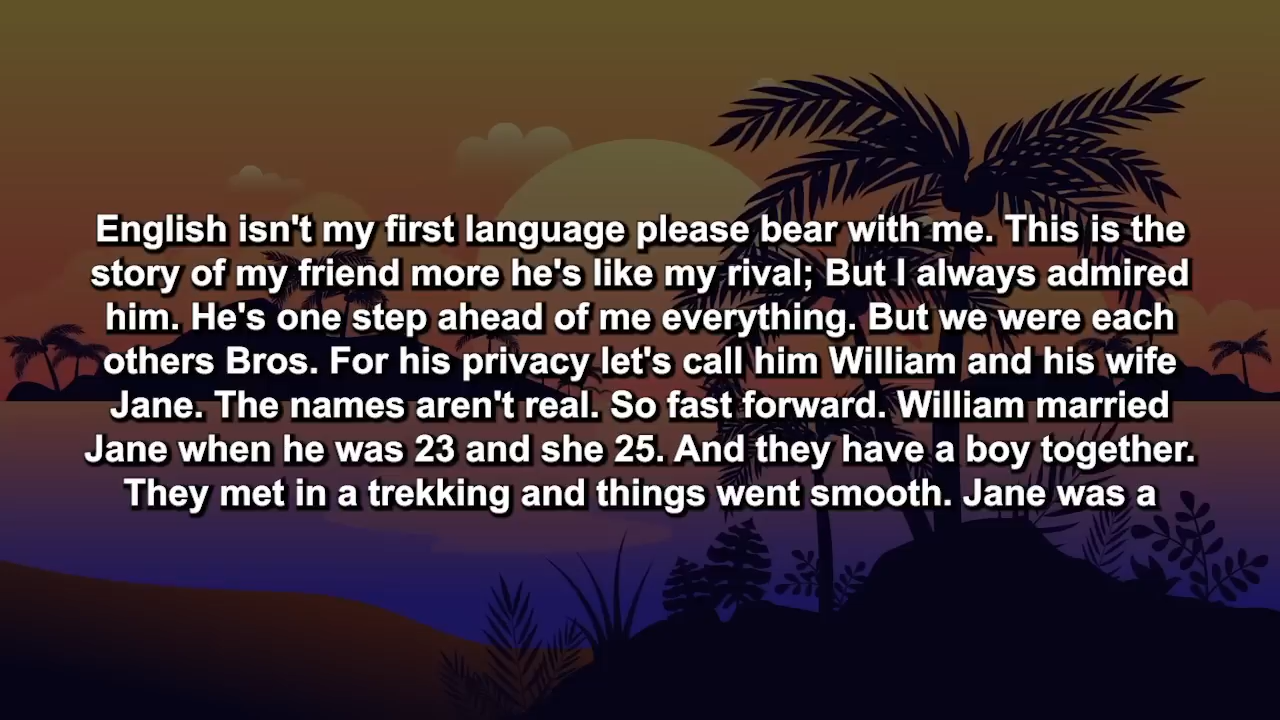 English isn't my first language please bear with me. This is the
story of my friend more he's like my rival; But I always admired
him. He's one step ahead of me everything. But we were each
others Bros. For his privacy let's call him William and his wife
Jane. The names aren't real. So fast forward. William married
Jane when he was 23 and she 25. And they have a boy together.
They met in a trekking and things went smooth. Jane was a